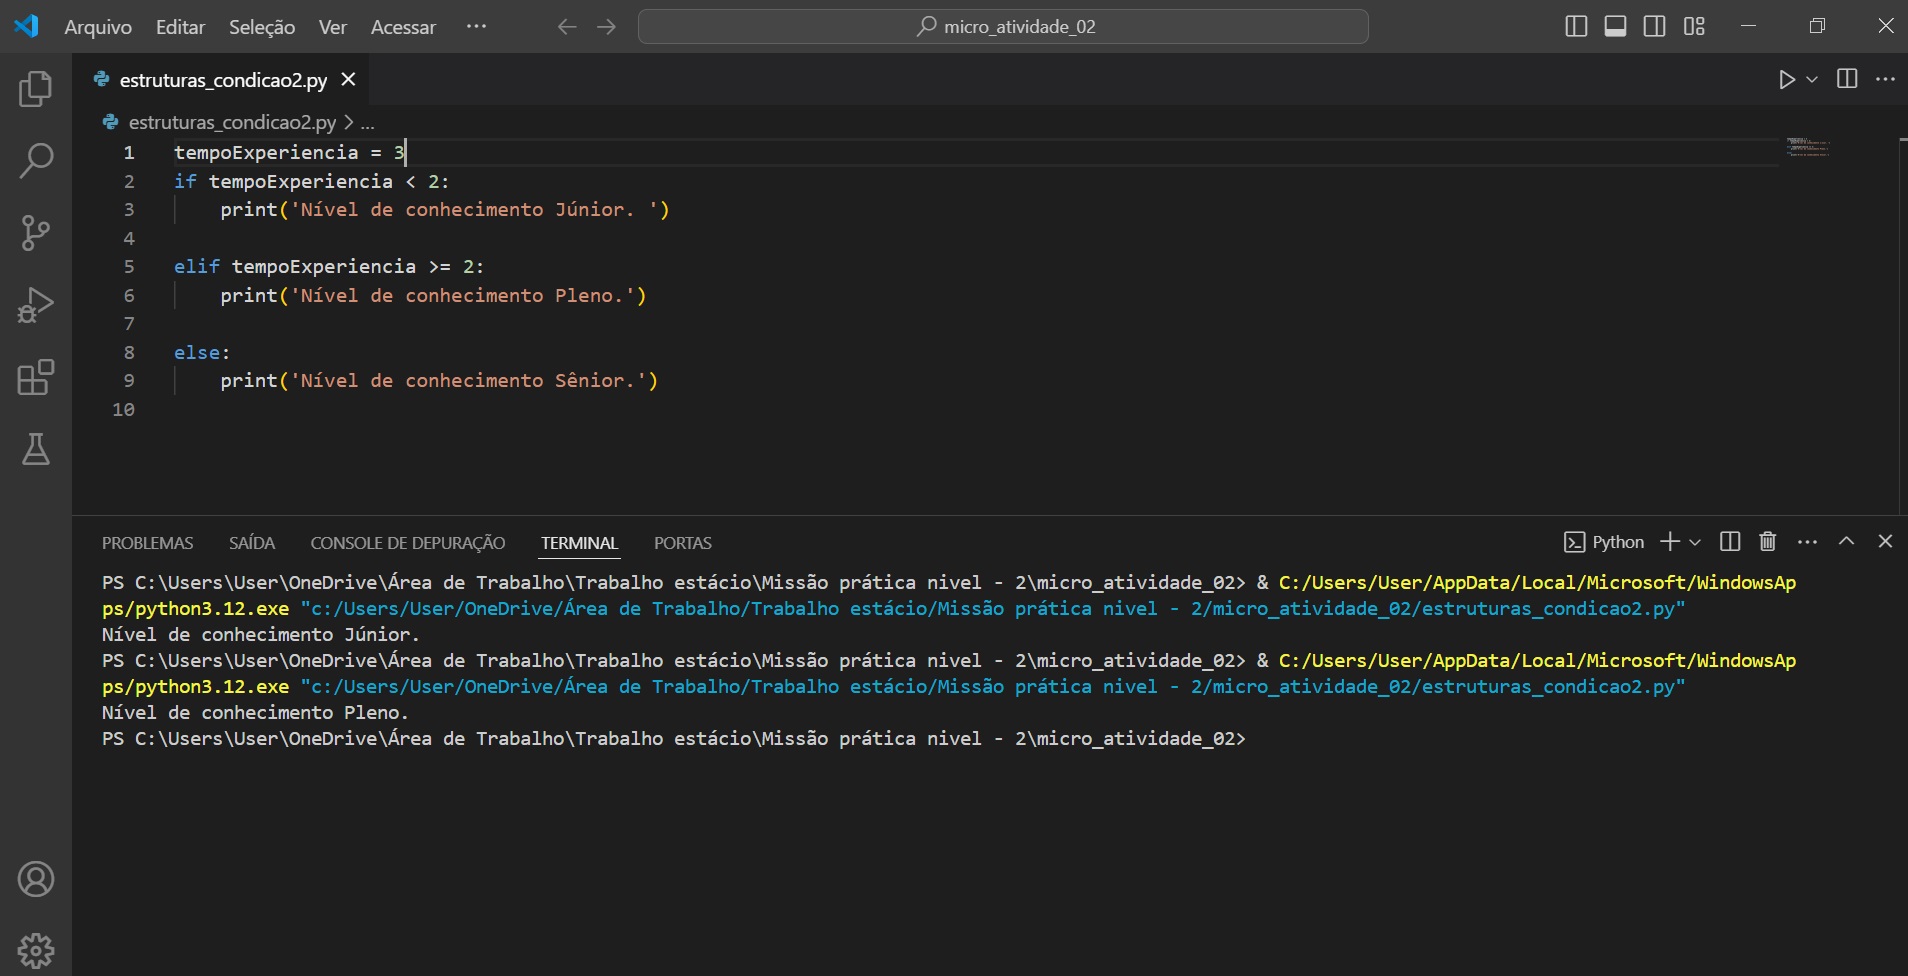 Arquivo Editar Seleção Ver Acessar ··· micro_atividade_02
estruturas_condicao2.py
estruturas_condicao2.py > ...
1 tempoExperiencia = 3
2 if tempoExperiencia < 2:
3 print('Nível de conhecimento Júnior. ')
4
5 elif tempoExperiencia >= 2:
6 print('Nível de conhecimento Pleno.')
7
8 else:
9 print('Nível de conhecimento Sênior.')
10
PROBLEMAS SAÍDA CONSOLE DE DEPURAÇÃO TERMINAL PORTAS Python
PS C:\Users\User\OneDrive\Área de Trabalho\Trabalho estácio\Missão prática nivel - 2\micro_atividade_02> & C:/Users/User/AppData/Local/Microsoft/WindowsAp
ps/python3.12.exe "c:/Users/User/OneDrive/Área de Trabalho/Trabalho estácio/Missão prática nivel - 2/micro_atividade_02/estruturas_condicao2.py"
Nível de conhecimento Júnior.
PS C:\Users\User\OneDrive\Área de Trabalho\Trabalho estácio\Missão prática nivel - 2\micro_atividade_02> & C:/Users/User/AppData/Local/Microsoft/WindowsAp
ps/python3.12.exe "c:/Users/User/OneDrive/Área de Trabalho/Trabalho estácio/Missão prática nivel - 2/micro_atividade_02/estruturas_condicao2.py"
Nível de conhecimento Pleno.
PS C:\Users\User\OneDrive\Área de Trabalho\Trabalho estácio\Missão prática nivel - 2\micro_atividade_02>